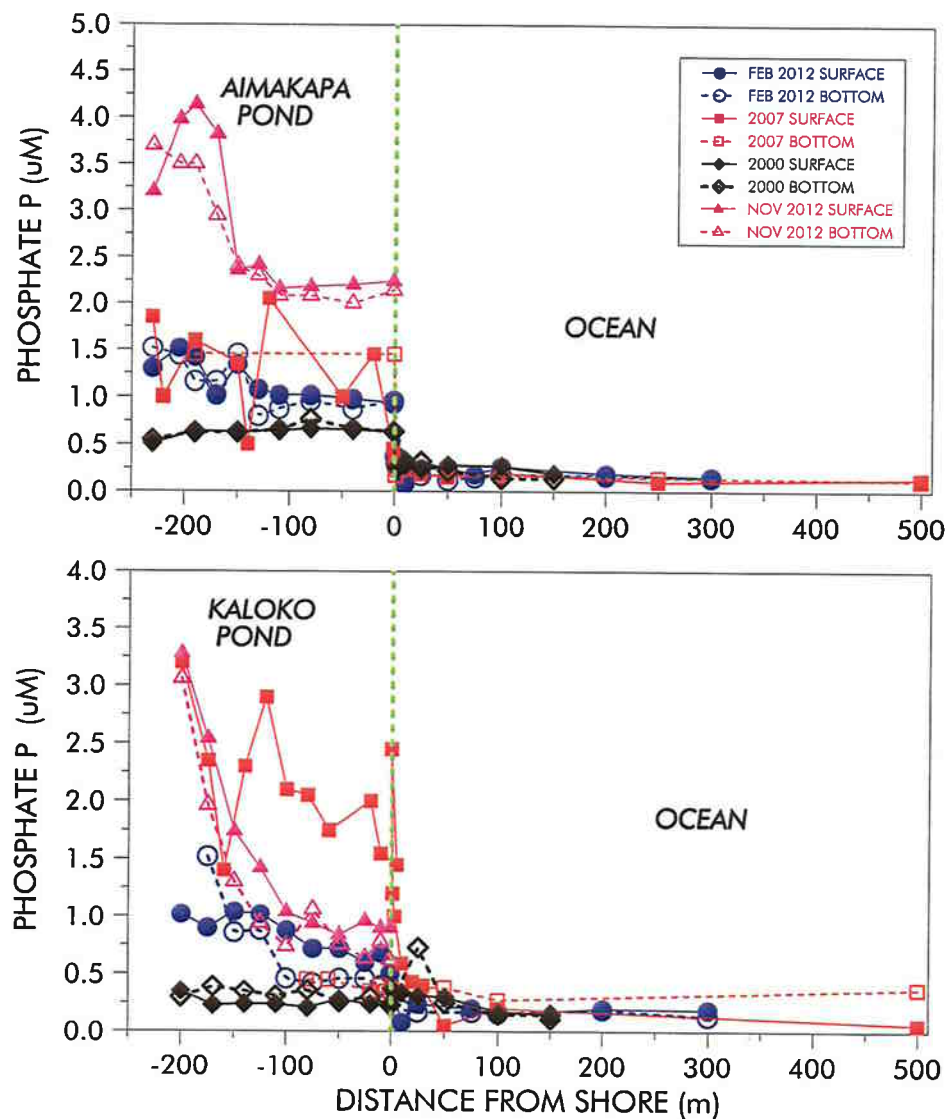 5.0
4.5
4.0
3.5
3.0
2.5
2.0
1.5
1.0
0.5
0.0
PHOSPHATE P (uM)
AIMAKAPA
POND
OCEAN
FEB 2012 SURFACE
FEB 2012 BOTTOM
2007 SURFACE
2007 BOTTOM
2000 SURFACE
2000 BOTTOM
NOV 2012 SURFACE
NOV 2012 BOTTOM
-200 -100 0 100 200 300 400 500
4.0
3.5
3.0
2.5
2.0
1.5
1.0
0.5
0.0
PHOSPHATE P (uM)
KALOKO
POND
OCEAN
-200 -100 0 100 200 300 400 500
DISTANCE FROM SHORE (m)